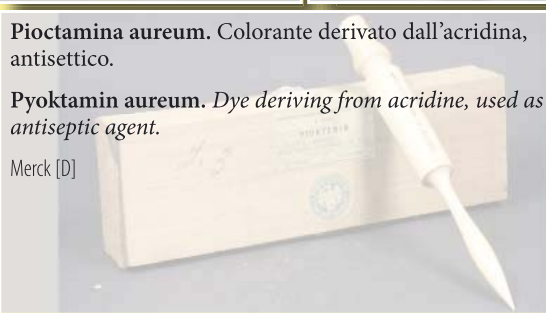 Pioctamina aureum. Colorante derivato dall'acridina,
antisettico.
Pyoktamin aureum. Dye deriving from acridine, used as
antiseptic agent.
Merck [D]